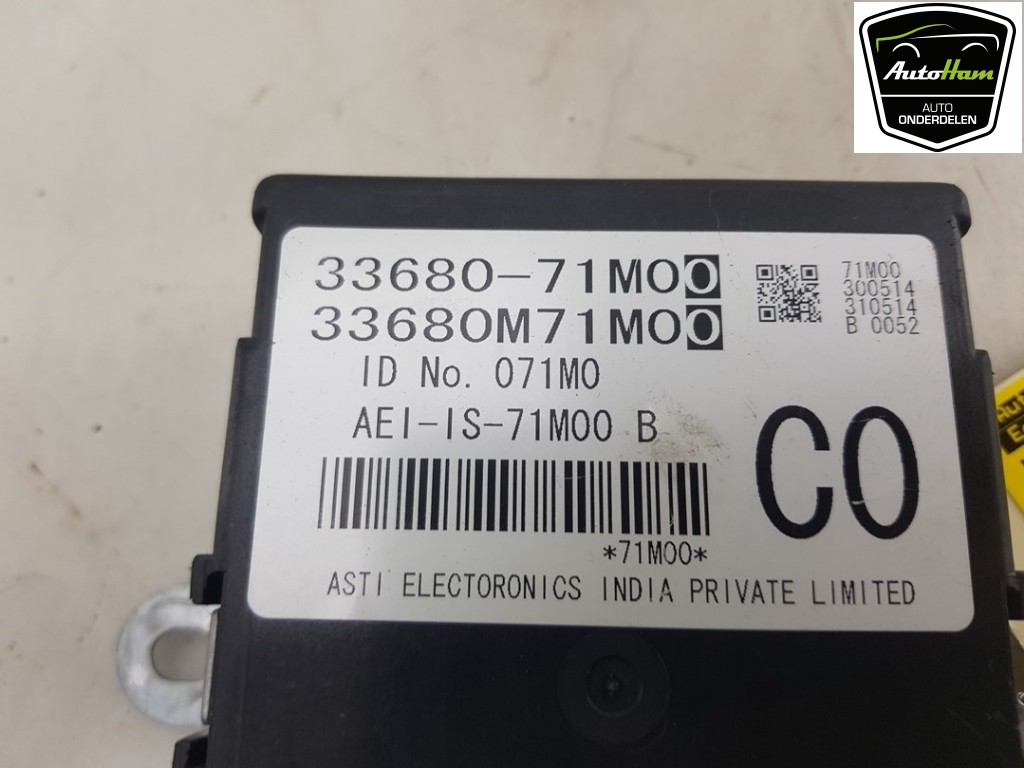 AutoHam
AUTO
ONDERDELEN
33680-71M00
33680M71M00
ID No. 071M0
AEI-IS-71M00 B
*71M00*
ASTI ELECTORONICS INDIA PRIVATE LIMITED
71M00
300514
310514
B 0052
C0